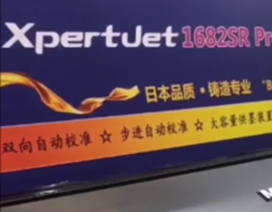 XpertJet 1682SR Pr
日本品质·铸造专业
双向自动校准 ☆ 步进自动校准 ☆ 大容量供墨装置